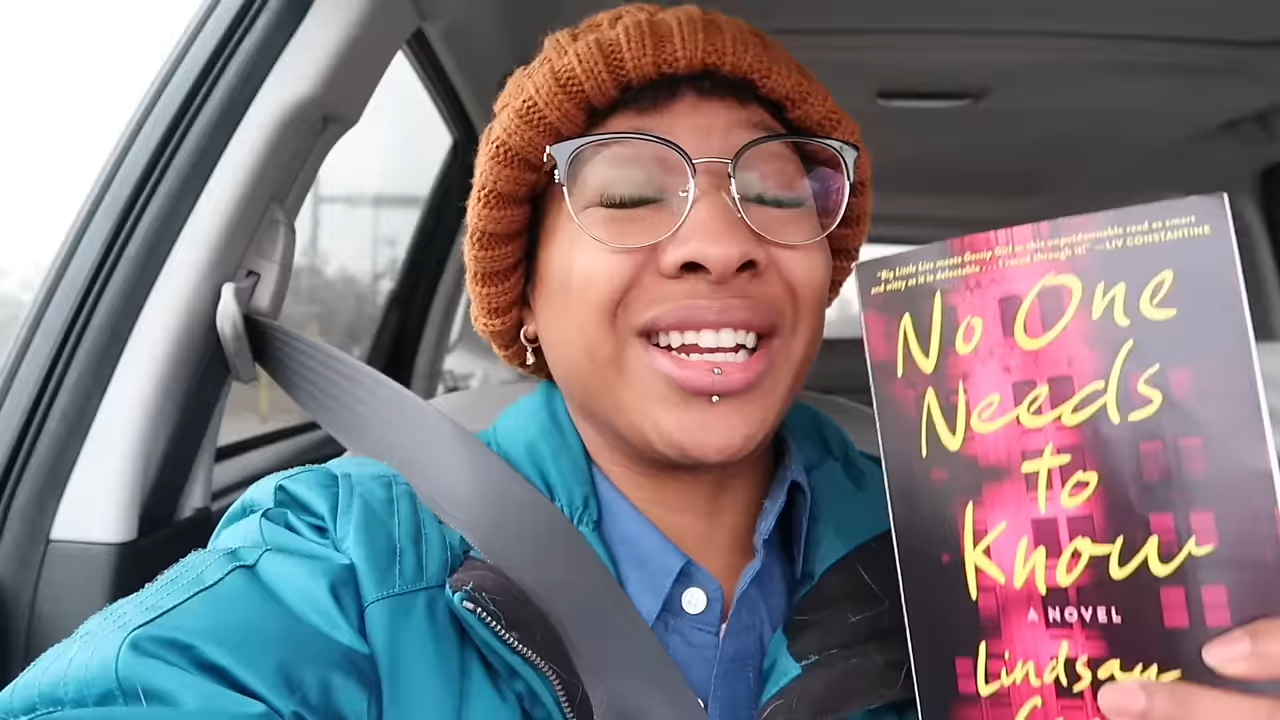 "Big Little Lies meets Gossip Girl in this unputdownable read as smart
and witty as it is delectable . . . I raced through it!" —LIV CONSTANTINE
No One
Needs
to
Know
A NOVEL
Lindsay